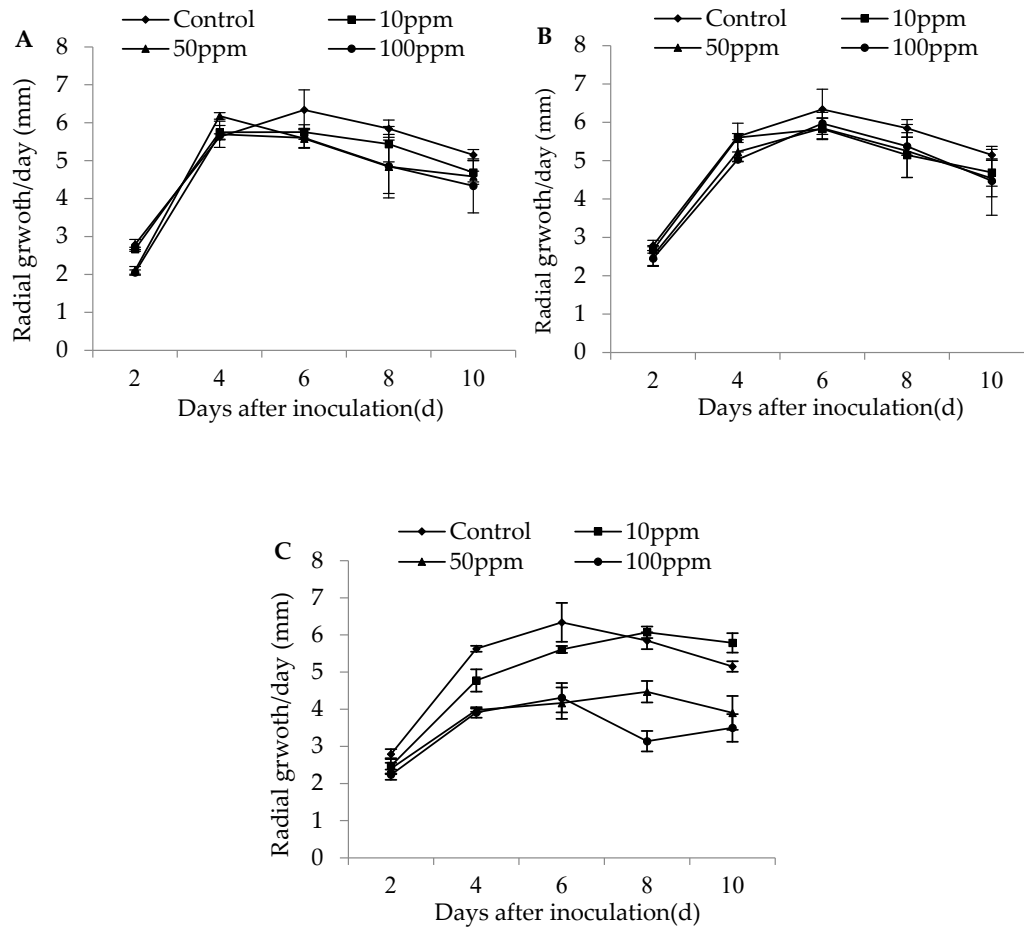 A
Control
10ppm
50ppm
100ppm
Radial grwoth/day (mm)
8
7
6
5
4
3
2
1
0
2 4 6 8 10
Days after inoculation(d)
B
Control
10ppm
50ppm
100ppm
Radial grwoth/day (mm)
8
7
6
5
4
3
2
1
0
2 4 6 8 10
Days after inoculation(d)
C
Control
10ppm
50ppm
100ppm
Radial grwoth/day (mm)
8
7
6
5
4
3
2
1
0
2 4 6 8 10
Days after inoculation(d)